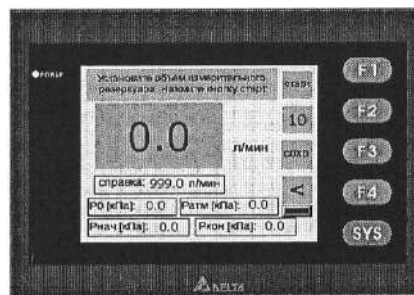 POWER
Установите объем измерительного
резервуара. Нажмите кнопку старт
старт
10
0.0
л/мин
сохр
справка: 999.0 л/мин
P0 [кПа]: 0.0
Pатм [кПа]: 0.0
Pнач [кПа]: 0.0
Pкон [кПа]: 0.0
F1
F2
F3
F4
SYS
DELTA